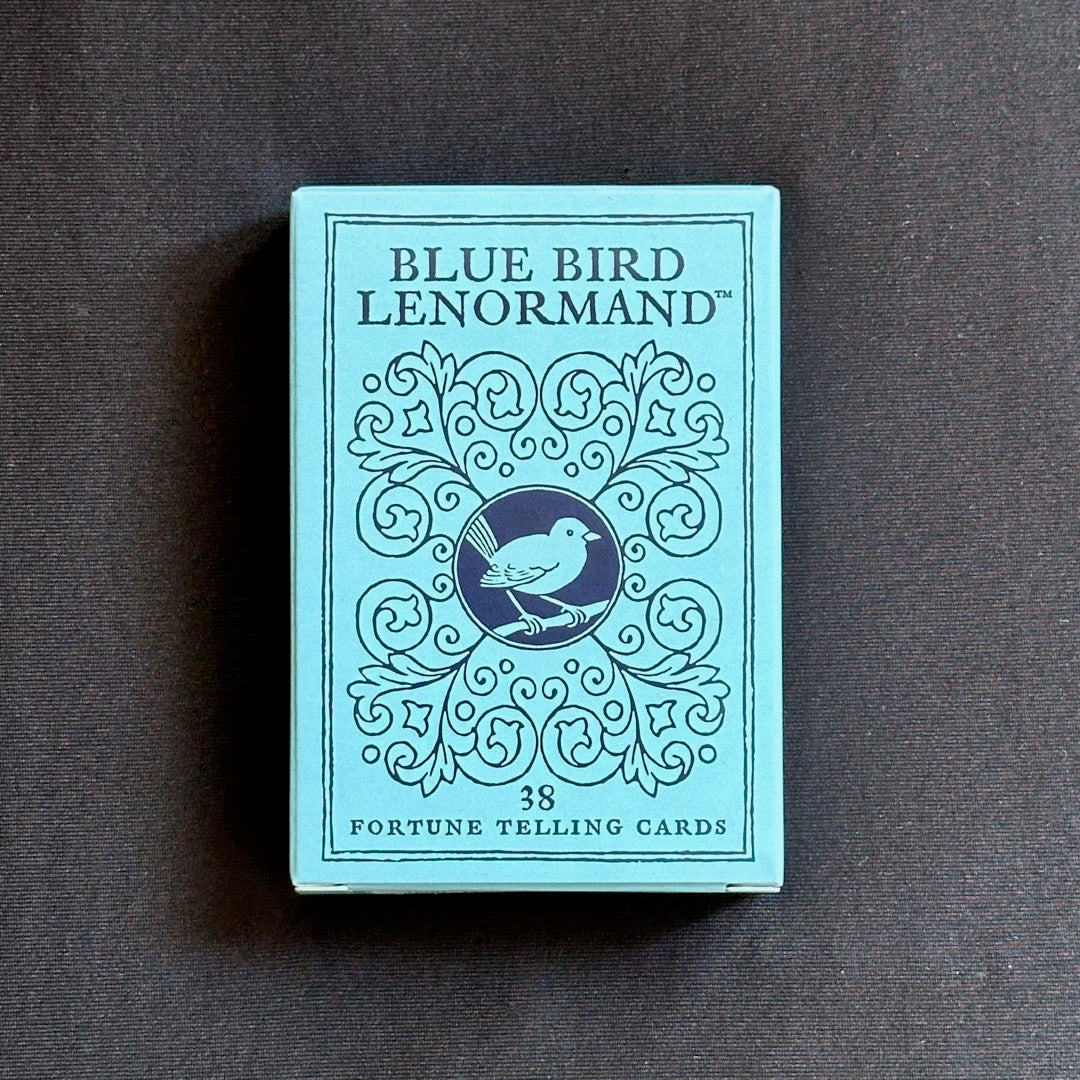 BLUE BIRD
LENORMAND™
38
FORTUNE TELLING CARDS